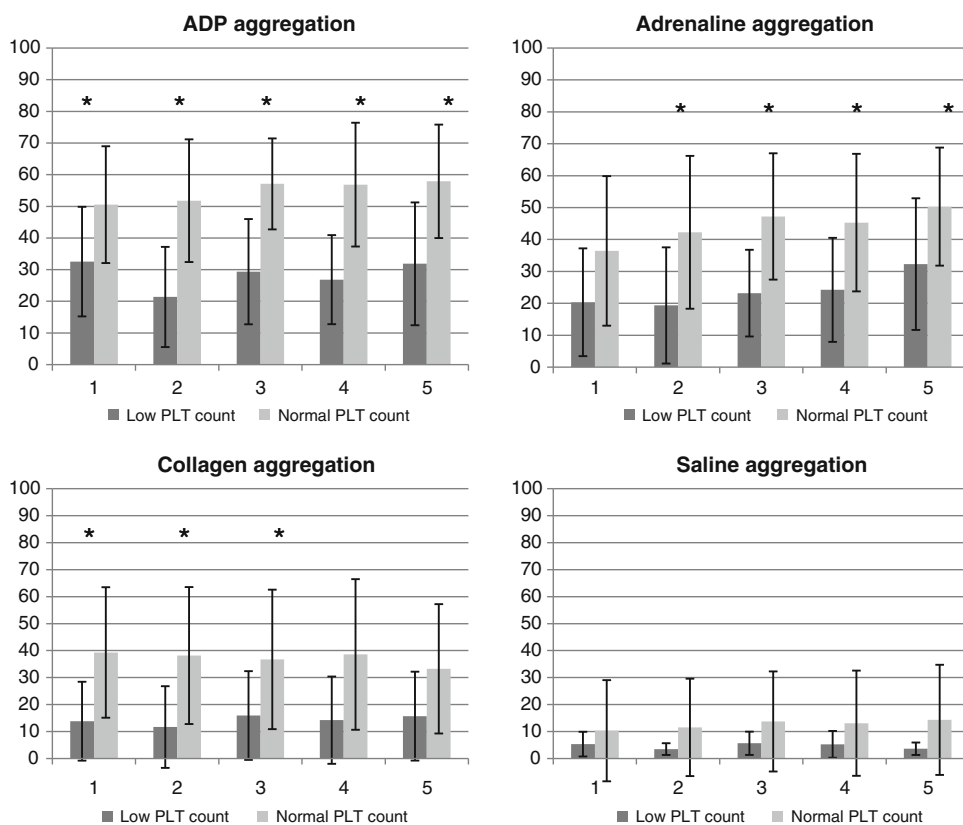 ADP aggregation
100
90
80
70
60
50
40
30
20
10
0
* * * * *
1 2 3 4 5
Low PLT count Normal PLT count
Adrenaline aggregation
100
90
80
70
60
50
40
30
20
10
0
* * * *
1 2 3 4 5
Low PLT count Normal PLT count
Collagen aggregation
100
90
80
70
60
50
40
30
20
10
0
* * *
1 2 3 4 5
Low PLT count Normal PLT count
Saline aggregation
100
90
80
70
60
50
40
30
20
10
0
1 2 3 4 5
Low PLT count Normal PLT count